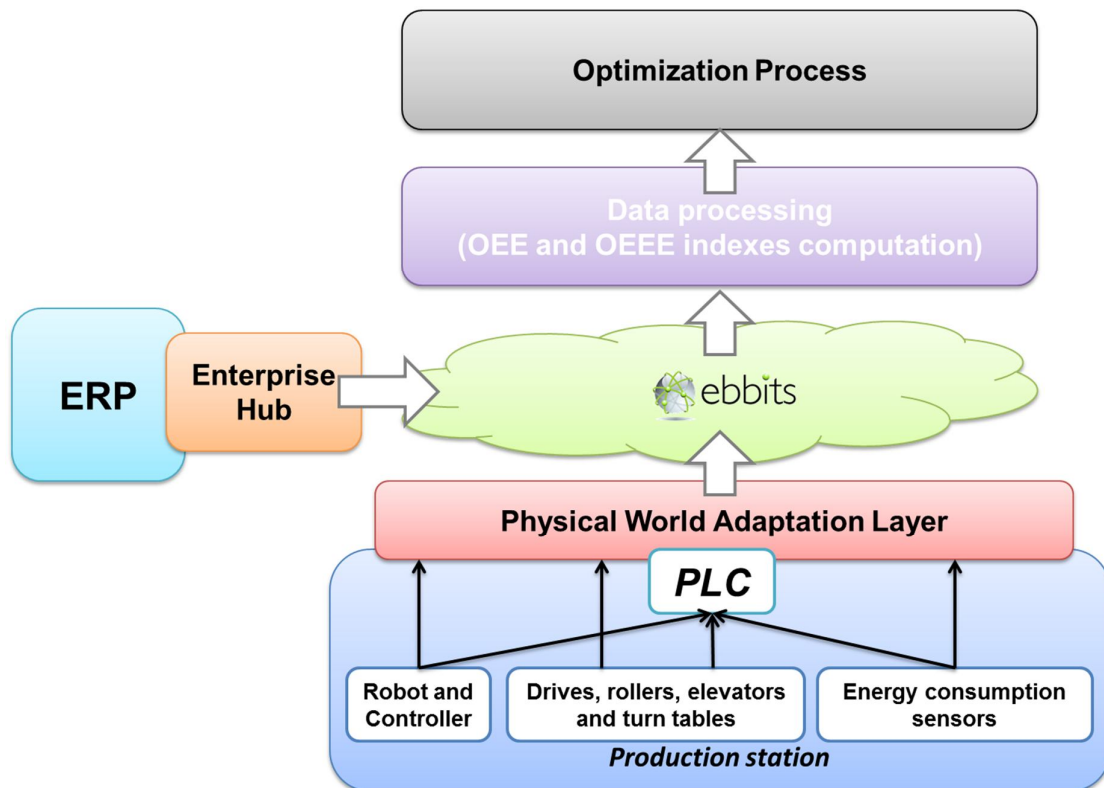 Optimization Process
Data processing
(OEE and OEEE indexes computation)
ERP
Enterprise
Hub
ebbits
Physical World Adaptation Layer
PLC
Robot and
Controller
Drives, rollers, elevators
and turn tables
Energy consumption
sensors
Production station